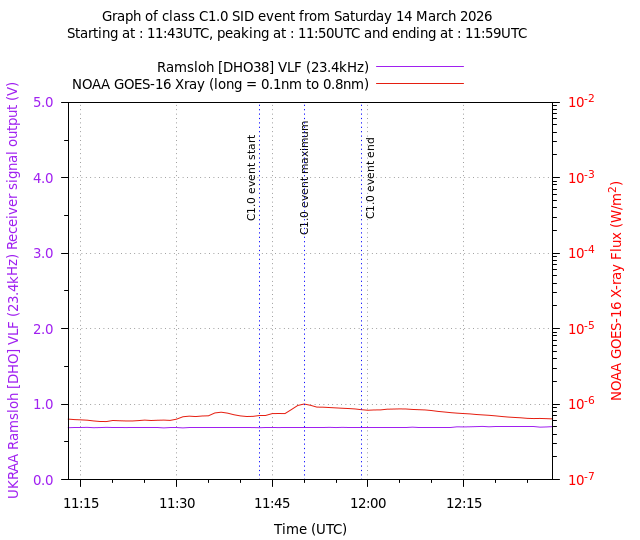 Graph of class C1.0 SID event from Saturday 14 March 2026
Starting at : 11:43UTC, peaking at : 11:50UTC and ending at : 11:59UTC
Ramsloh [DHO38] VLF (23.4kHz)
NOAA GOES-16 Xray (long = 0.1nm to 0.8nm)
UKRAA Ramsloh [DHO] VLF (23.4kHz) Receiver signal output (V)
5.0
4.0
3.0
2.0
1.0
0.0
C1.0 event start
C1.0 event maximum
C1.0 event end
10⁻²
10⁻³
10⁻⁴
10⁻⁵
10⁻⁶
10⁻⁷
NOAA GOES-16 X-ray Flux (W/m²)
11:15 11:30 11:45 12:00 12:15
Time (UTC)